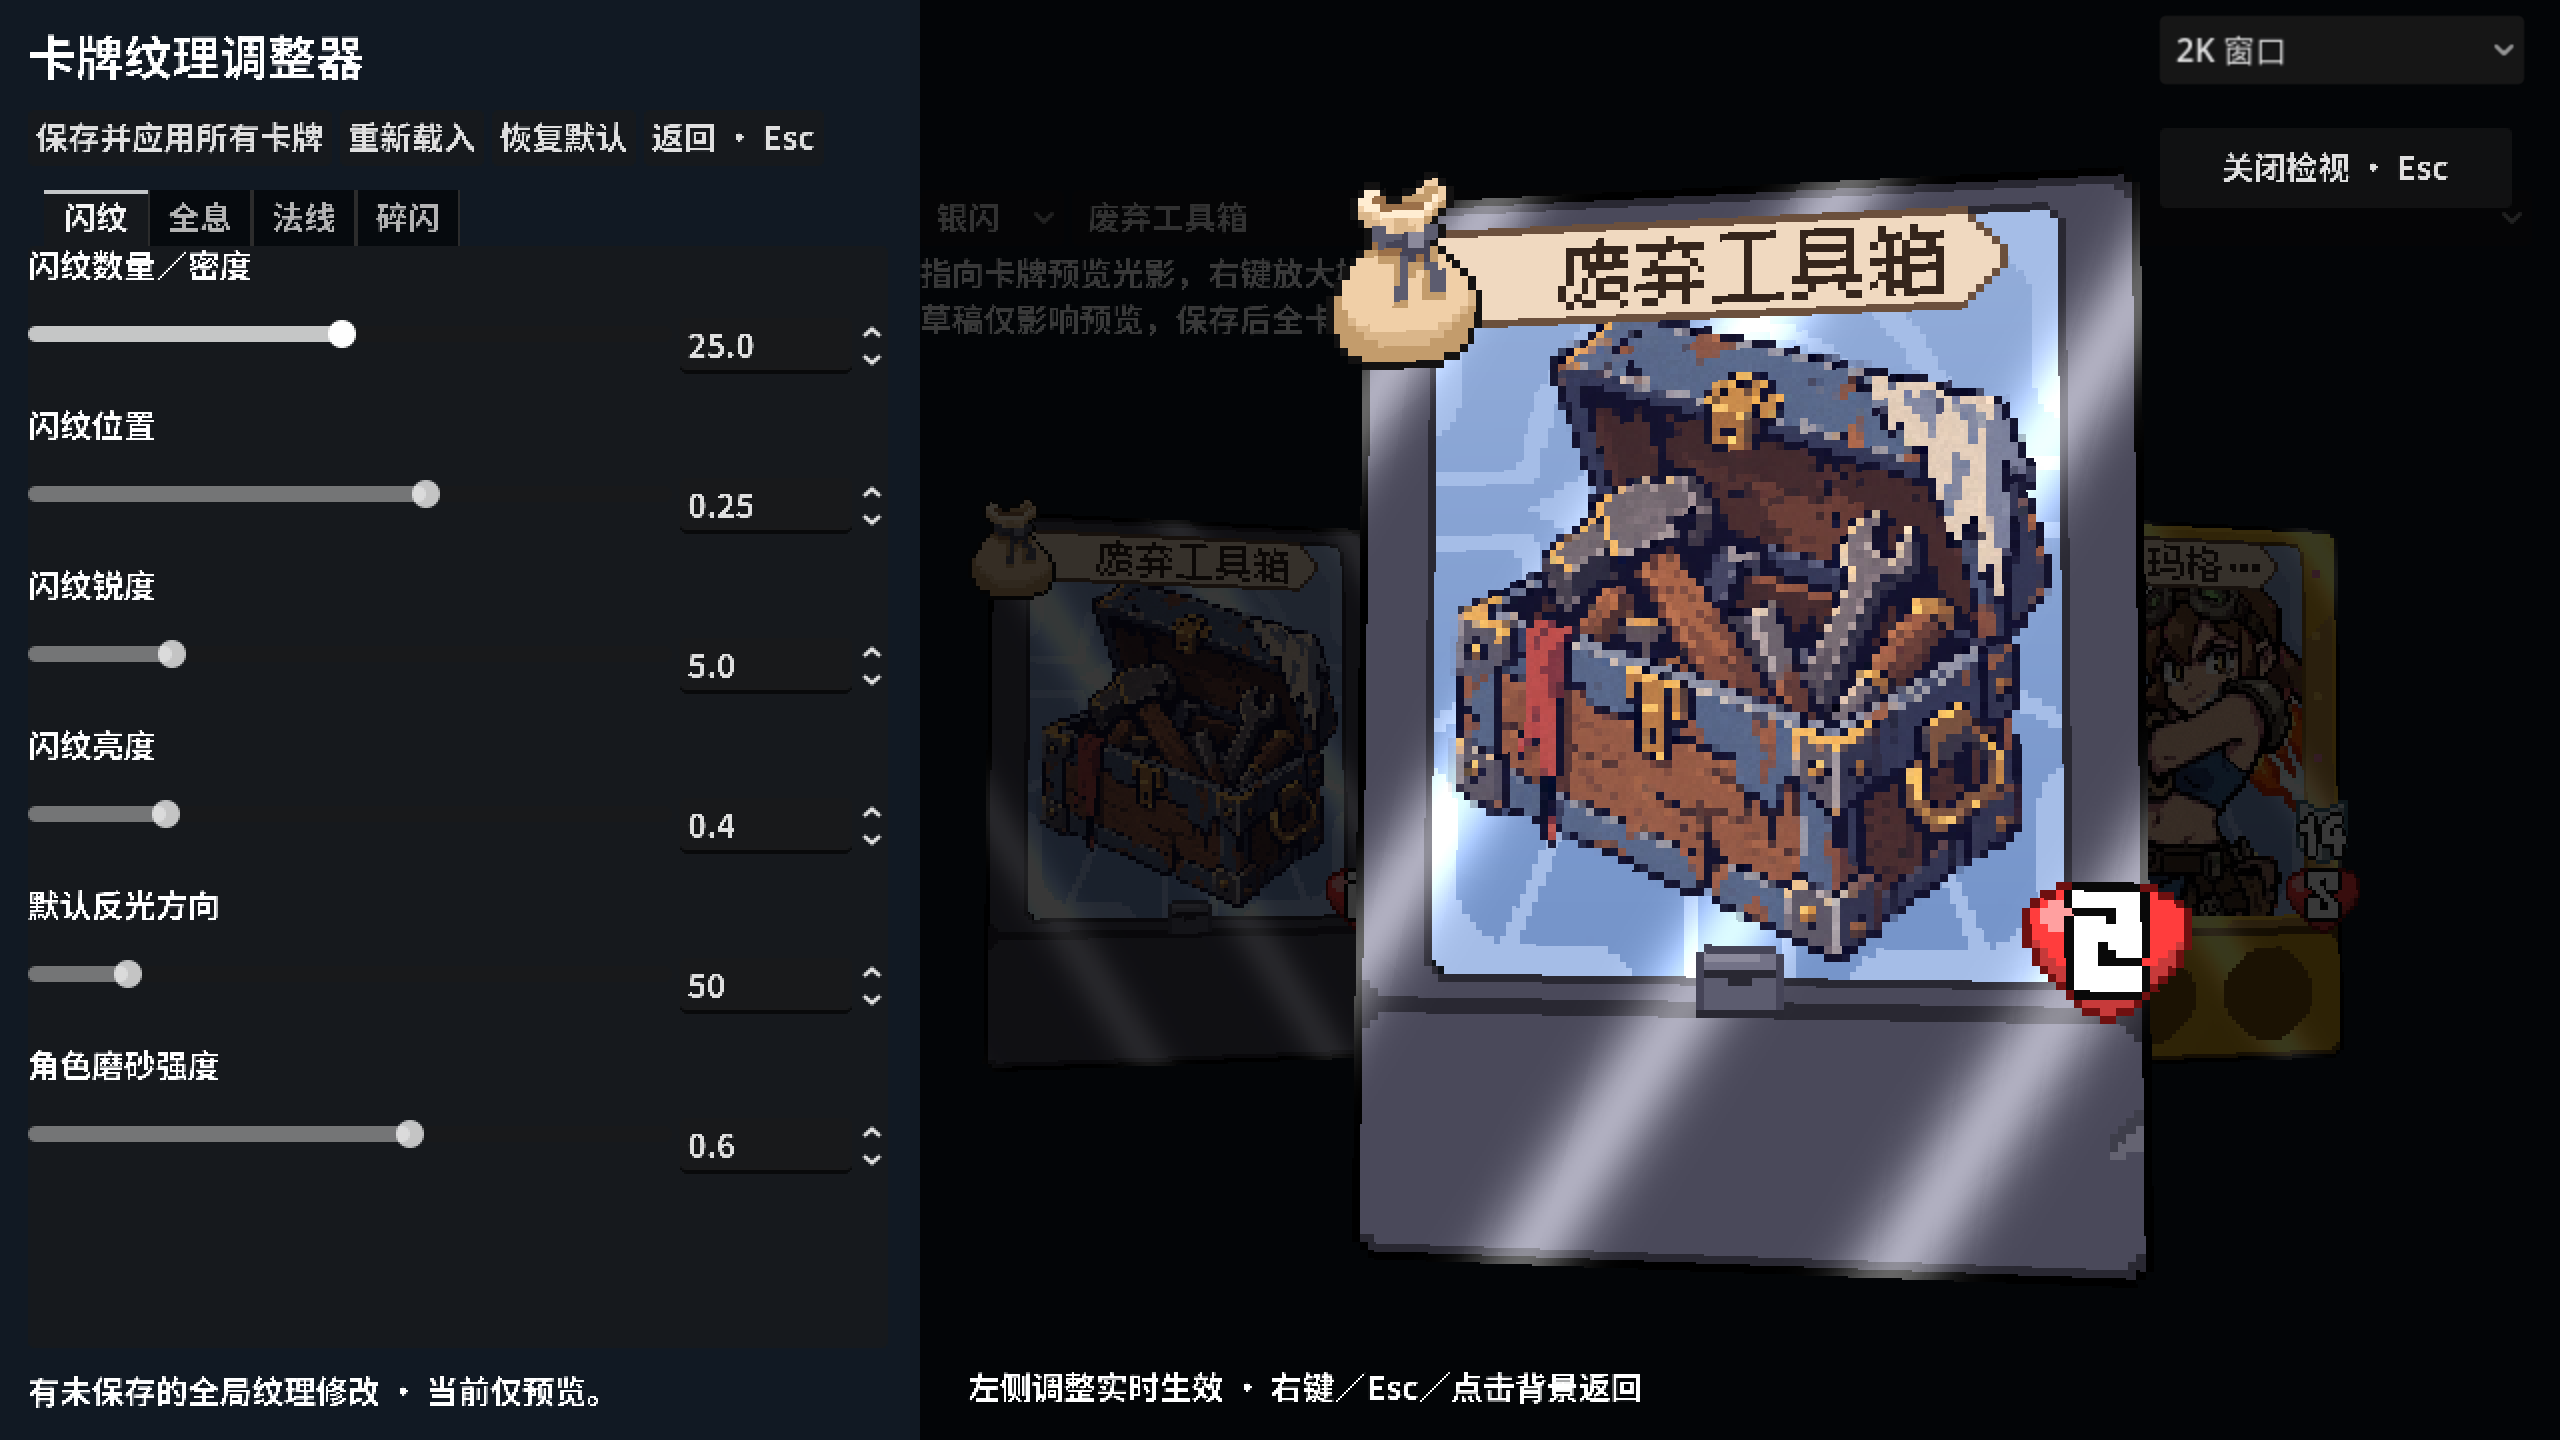 卡牌纹理调整器
保存并应用所有卡牌 重新载入 恢复默认 返回 · Esc
闪纹 全息 法线 碎闪
闪纹数量／密度
25.0
闪纹位置
0.25
闪纹锐度
5.0
闪纹亮度
0.4
默认反光方向
50
角色磨砂强度
0.6
有未保存的全局纹理修改 · 当前仅预览。
2K 窗口
关闭检视 · Esc
银闪 废弃工具箱
指向卡牌预览光影，右键放大
草稿仅影响预览，保存后全卡
废弃工具箱
废弃工具箱
2
玛格…
14
左侧调整实时生效 · 右键／Esc／点击背景返回